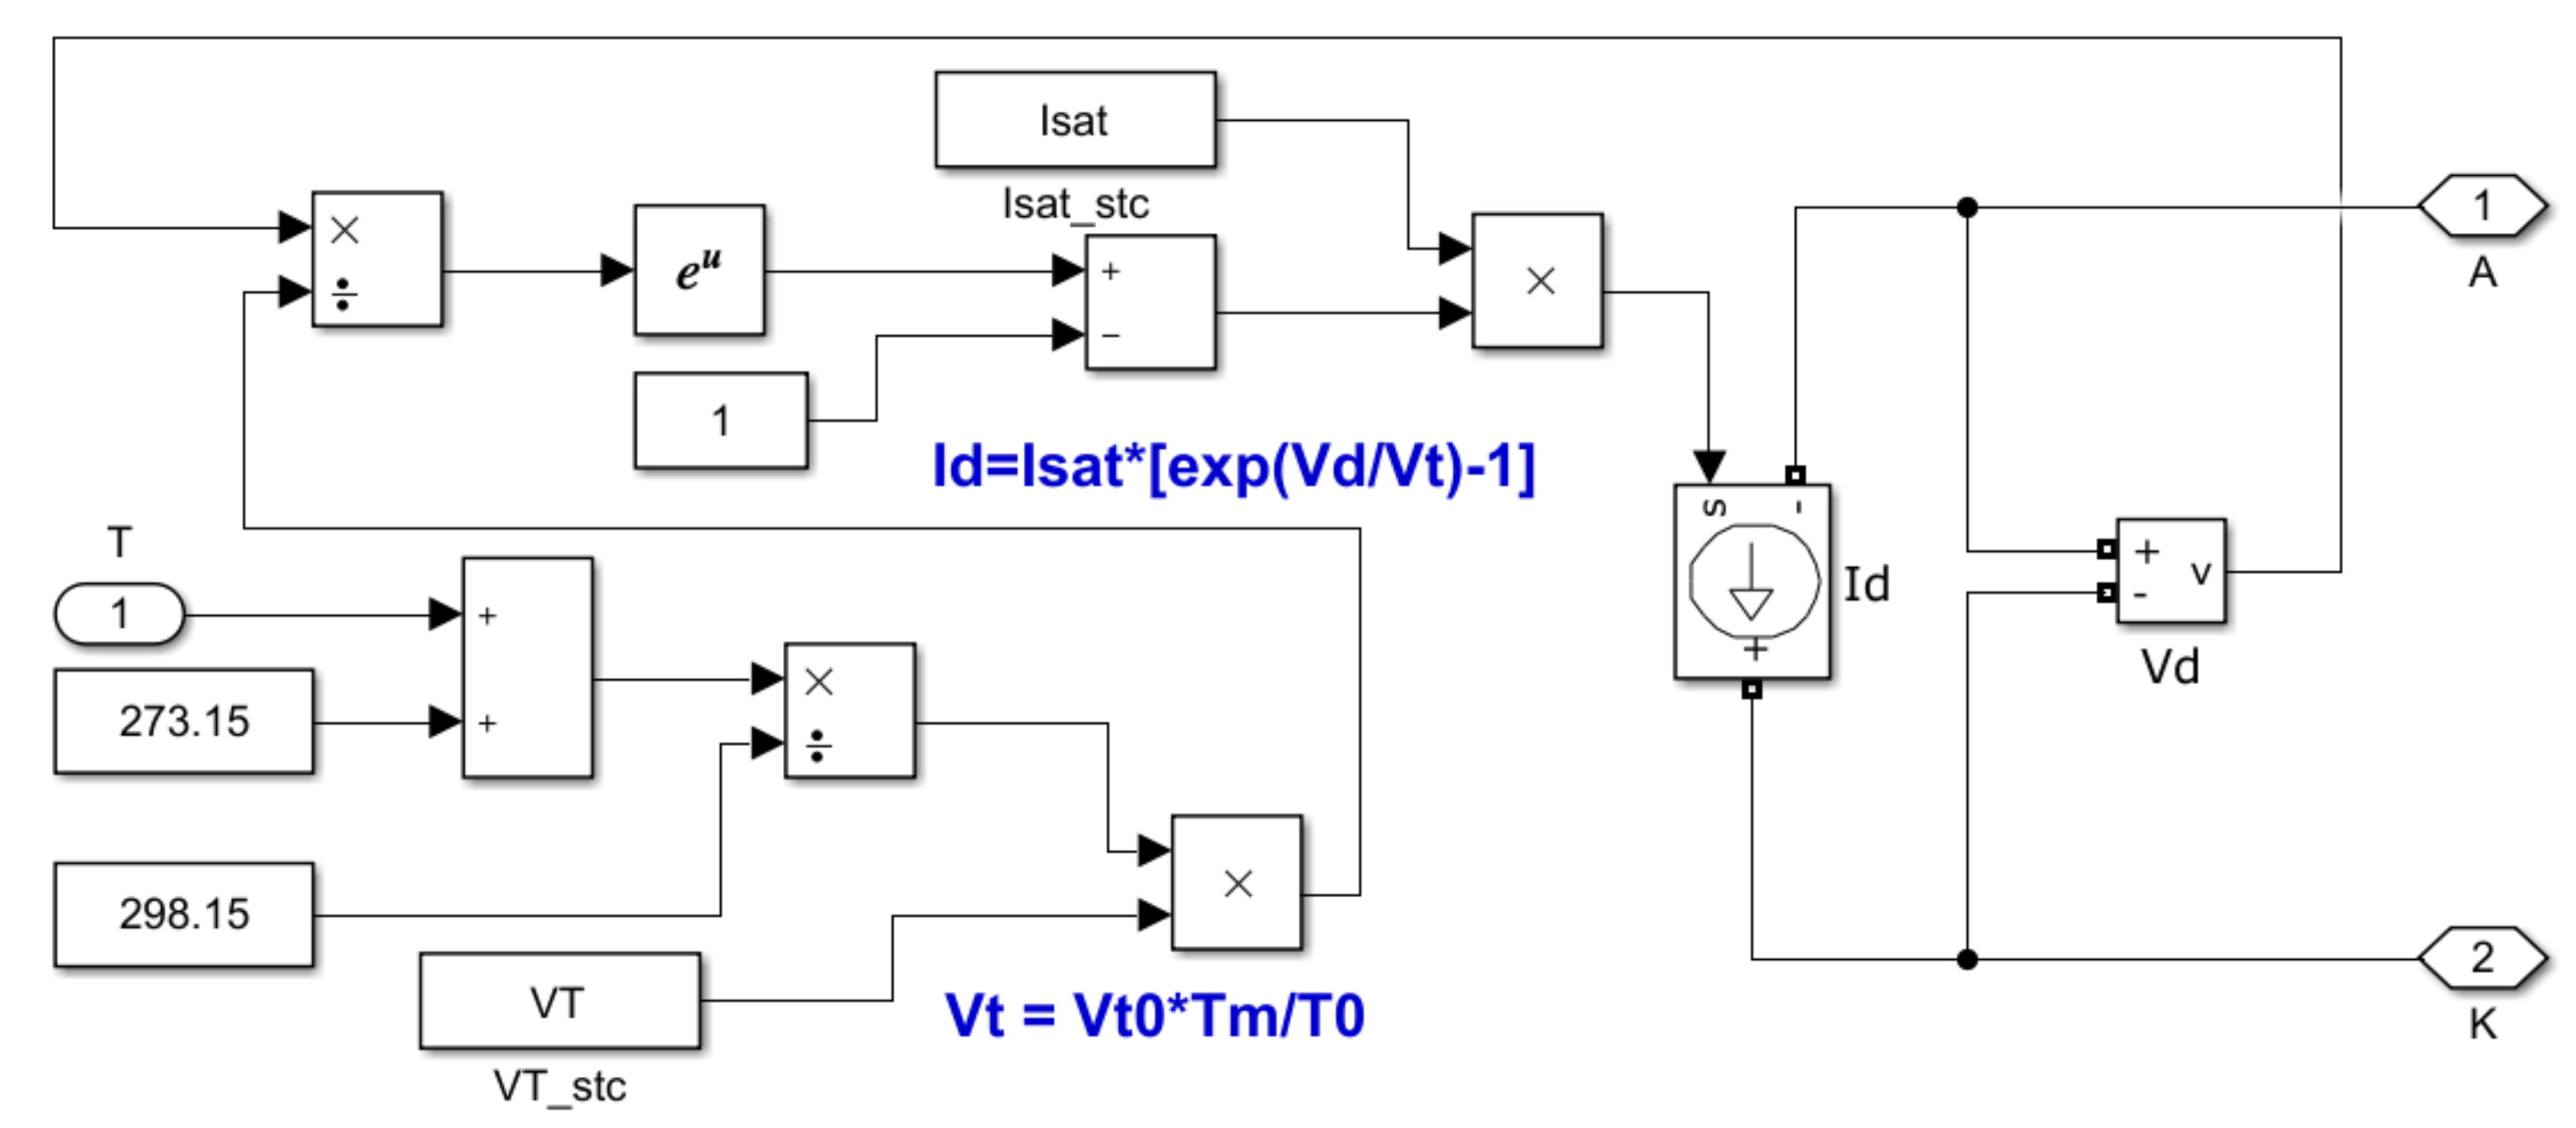 Isat
Isat_stc
×
÷
e^u
+
−
1
×
1
A
Id=Isat*[exp(Vd/Vt)-1]
s
-
+
Id
+
-
v
Vd
T
1
+
+
273.15
×
÷
298.15
×
VT
VT_stc
Vt = Vt0*Tm/T0
2
K